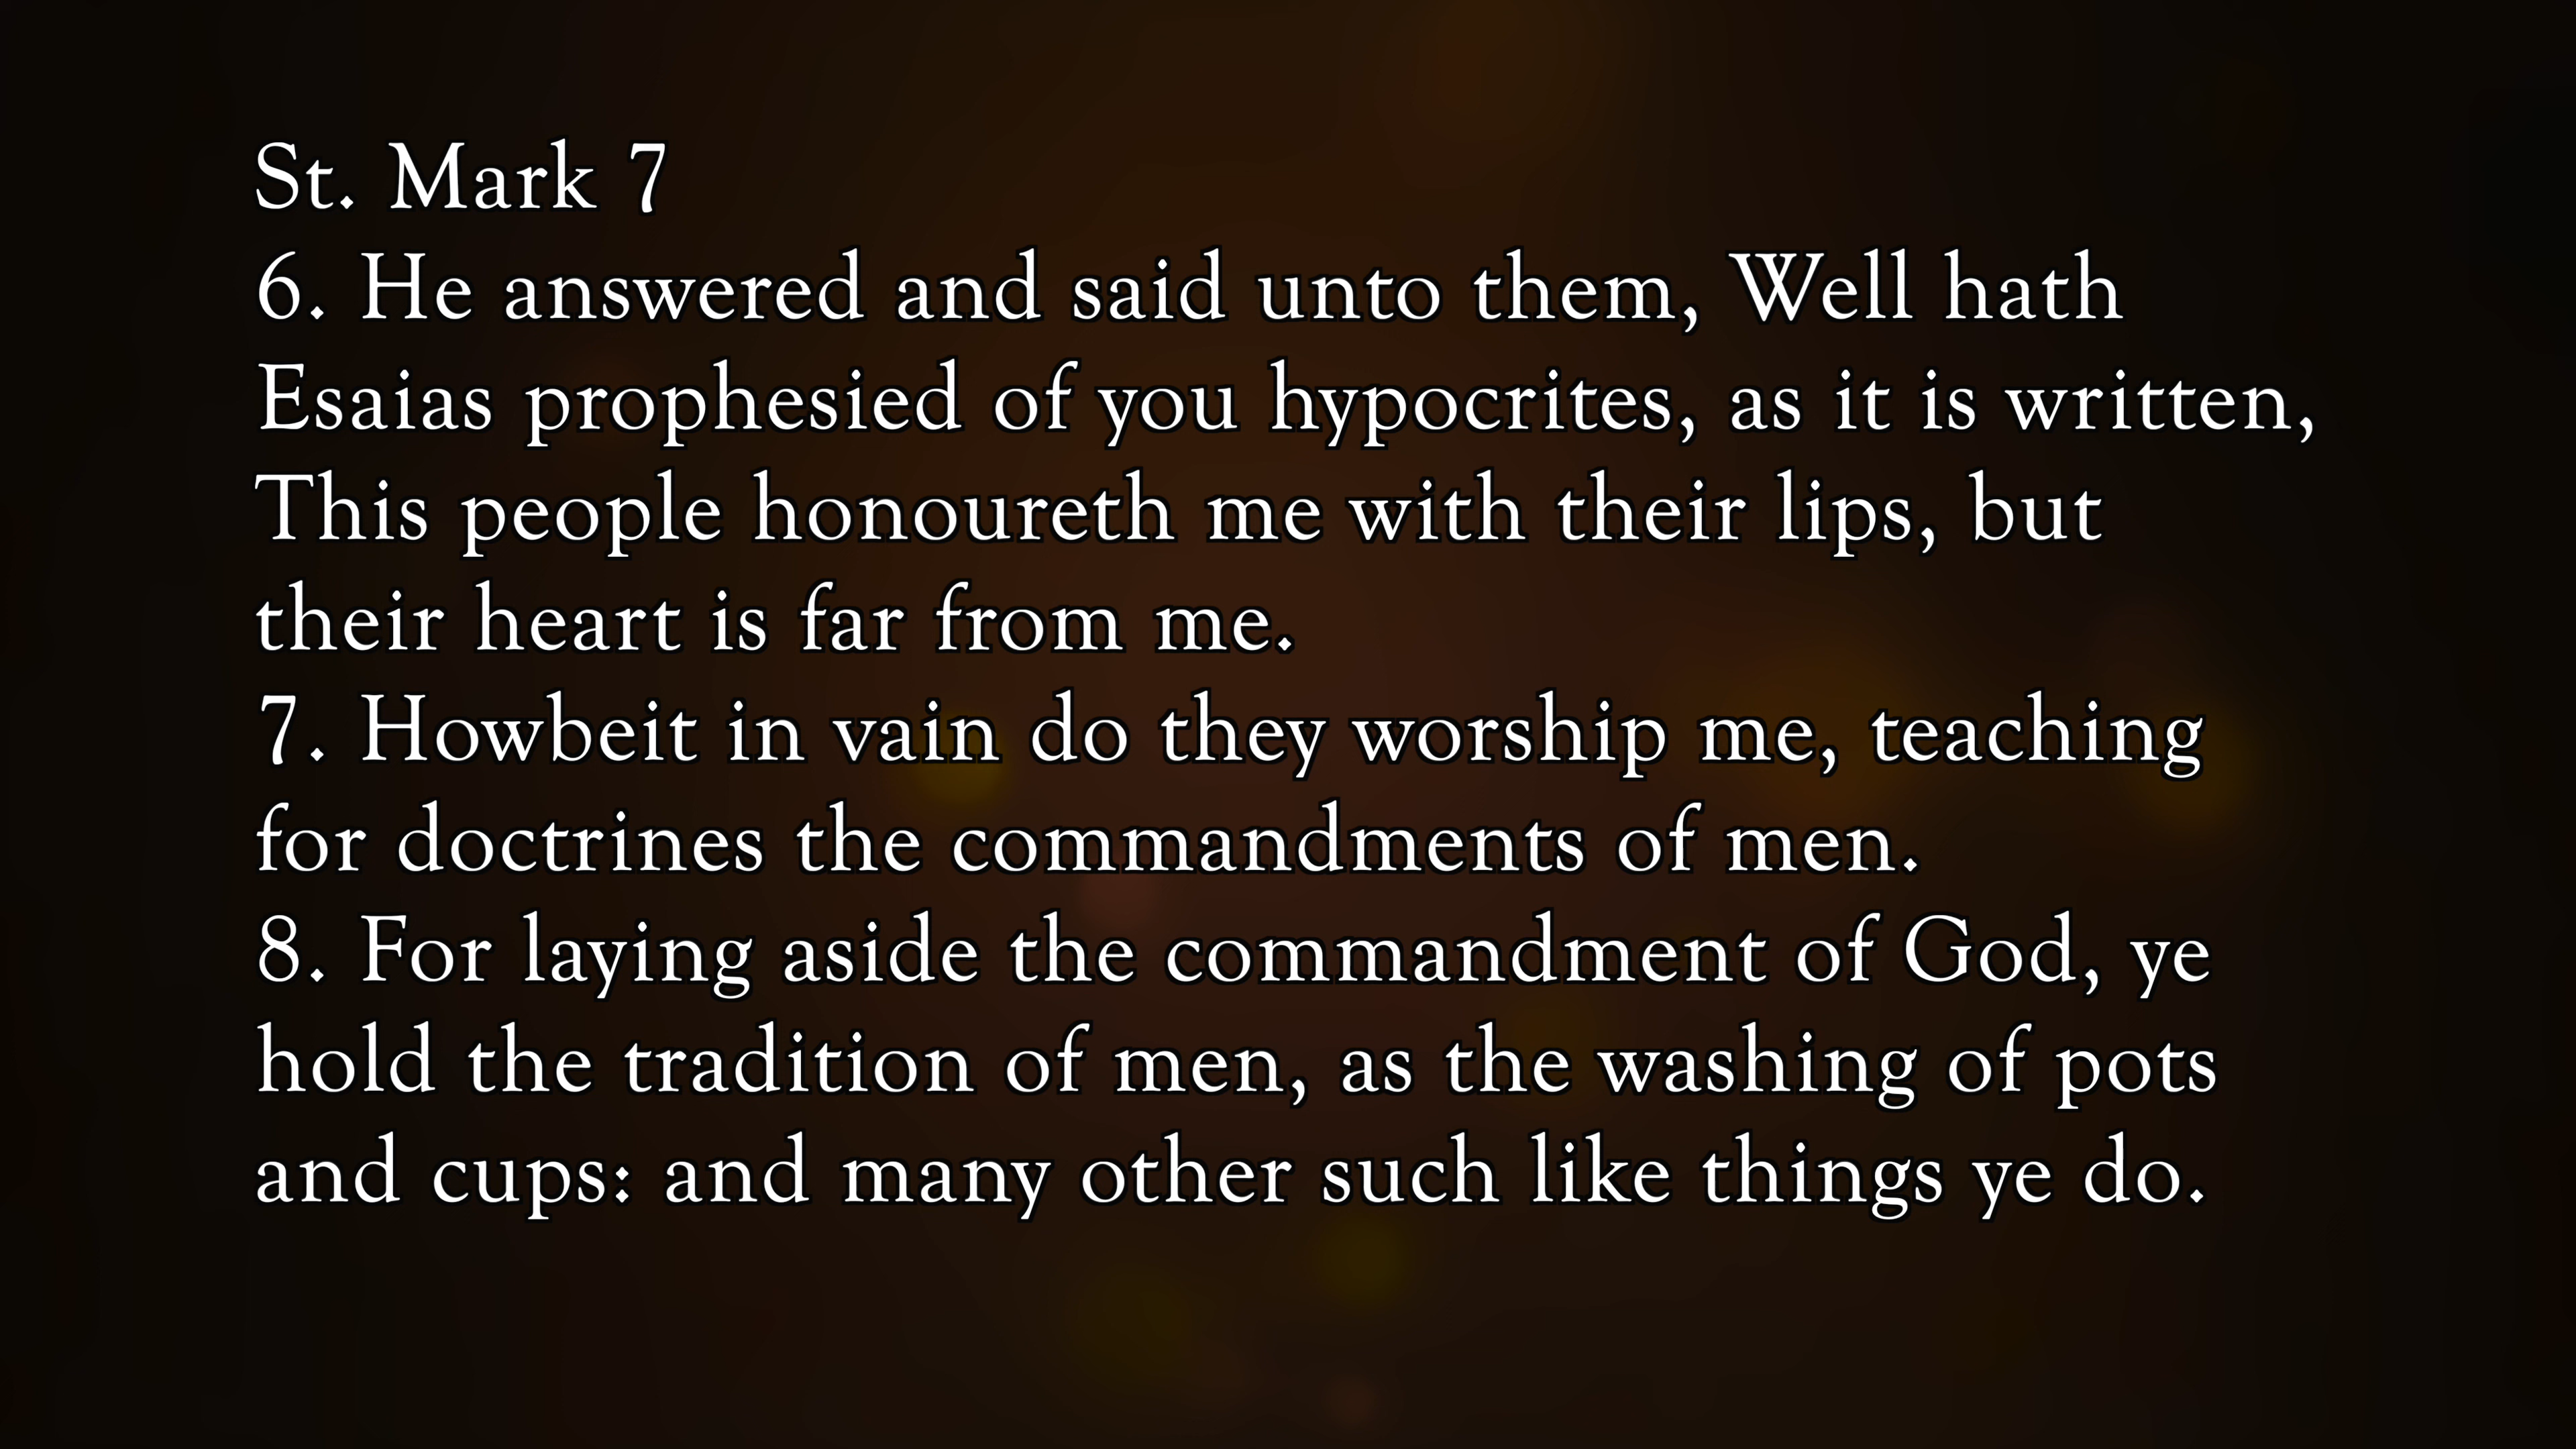 St. Mark 7
6. He answered and said unto them, Well hath
Esaias prophesied of you hypocrites, as it is written,
This people honoureth me with their lips, but
their heart is far from me.
7. Howbeit in vain do they worship me, teaching
for doctrines the commandments of men.
8. For laying aside the commandment of God, ye
hold the tradition of men, as the washing of pots
and cups: and many other such like things ye do.